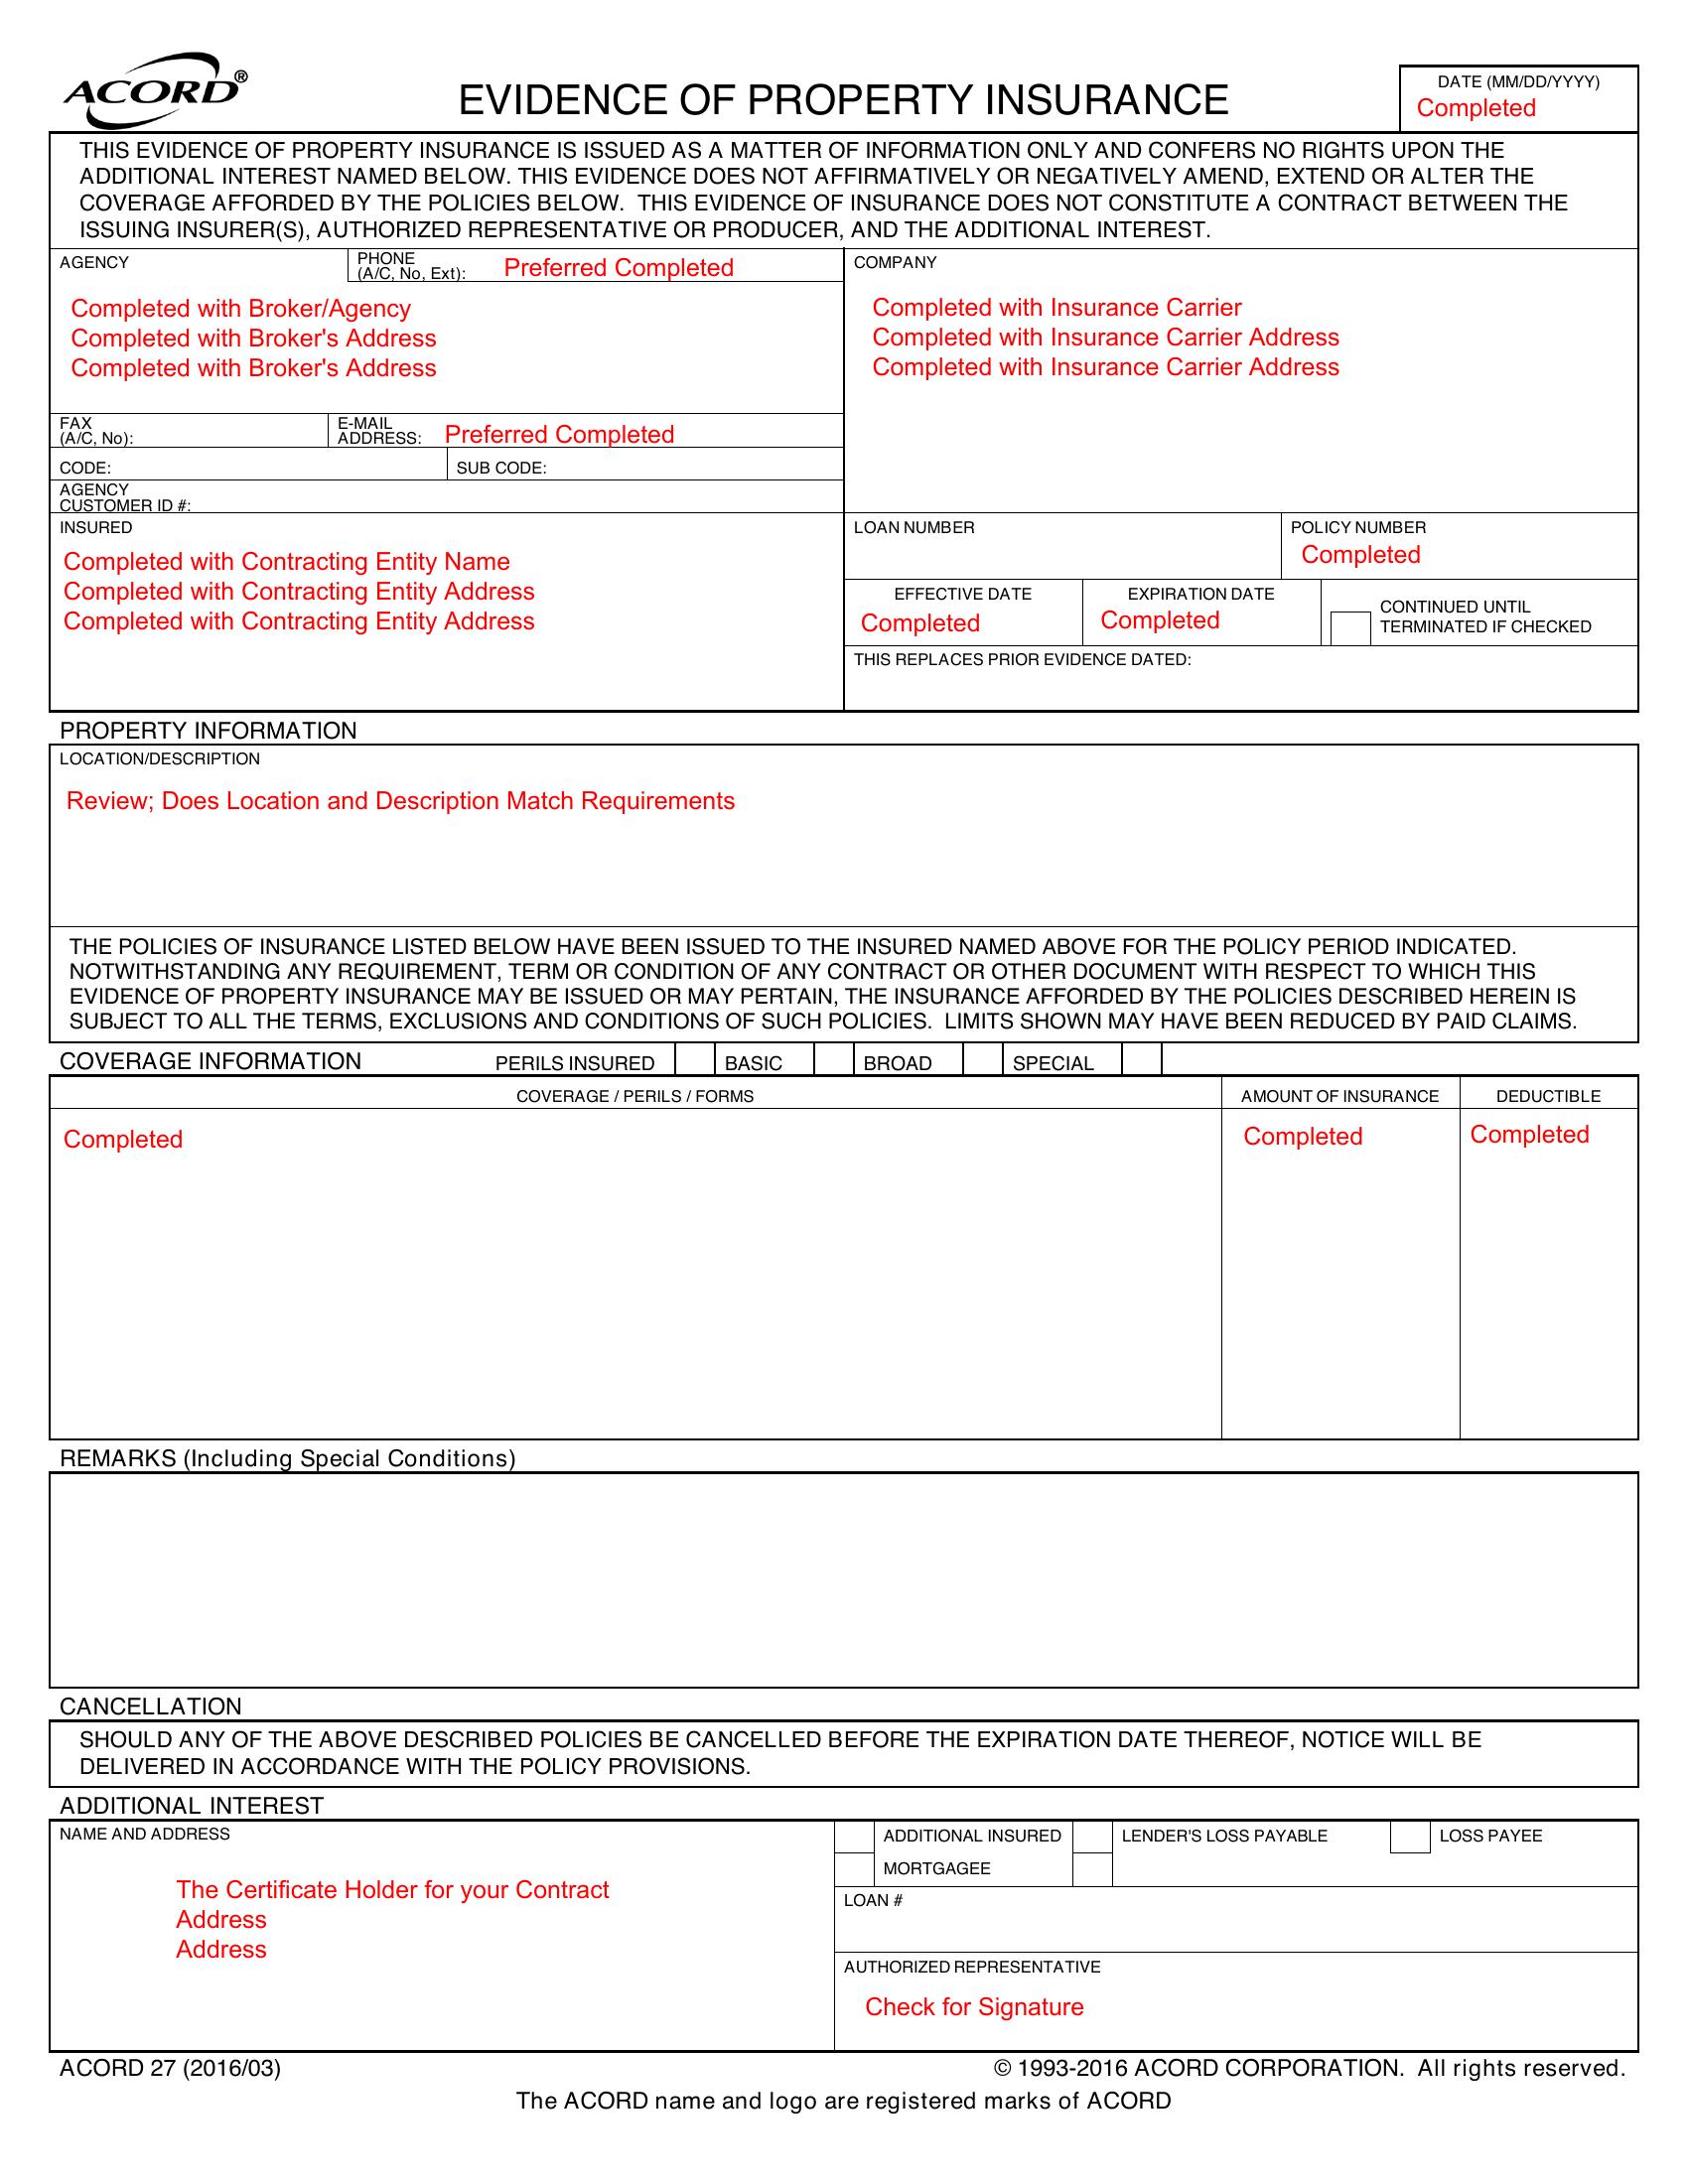 ACORD®
EVIDENCE OF PROPERTY INSURANCE
DATE (MM/DD/YYYY)
Completed
THIS EVIDENCE OF PROPERTY INSURANCE IS ISSUED AS A MATTER OF INFORMATION ONLY AND CONFERS NO RIGHTS UPON THE
ADDITIONAL INTEREST NAMED BELOW. THIS EVIDENCE DOES NOT AFFIRMATIVELY OR NEGATIVELY AMEND, EXTEND OR ALTER THE
COVERAGE AFFORDED BY THE POLICIES BELOW. THIS EVIDENCE OF INSURANCE DOES NOT CONSTITUTE A CONTRACT BETWEEN THE
ISSUING INSURER(S), AUTHORIZED REPRESENTATIVE OR PRODUCER, AND THE ADDITIONAL INTEREST.
AGENCY
PHONE
(A/C, No, Ext):
Preferred Completed
Completed with Broker/Agency
Completed with Broker's Address
Completed with Broker's Address
COMPANY
Completed with Insurance Carrier
Completed with Insurance Carrier Address
Completed with Insurance Carrier Address
FAX
(A/C, No):
E-MAIL
ADDRESS:
Preferred Completed
CODE:
SUB CODE:
AGENCY
CUSTOMER ID #:
INSURED
Completed with Contracting Entity Name
Completed with Contracting Entity Address
Completed with Contracting Entity Address
LOAN NUMBER
POLICY NUMBER
Completed
EFFECTIVE DATE
Completed
EXPIRATION DATE
Completed
CONTINUED UNTIL
TERMINATED IF CHECKED
THIS REPLACES PRIOR EVIDENCE DATED:
PROPERTY INFORMATION
LOCATION/DESCRIPTION
Review; Does Location and Description Match Requirements
THE POLICIES OF INSURANCE LISTED BELOW HAVE BEEN ISSUED TO THE INSURED NAMED ABOVE FOR THE POLICY PERIOD INDICATED.
NOTWITHSTANDING ANY REQUIREMENT, TERM OR CONDITION OF ANY CONTRACT OR OTHER DOCUMENT WITH RESPECT TO WHICH THIS
EVIDENCE OF PROPERTY INSURANCE MAY BE ISSUED OR MAY PERTAIN, THE INSURANCE AFFORDED BY THE POLICIES DESCRIBED HEREIN IS
SUBJECT TO ALL THE TERMS, EXCLUSIONS AND CONDITIONS OF SUCH POLICIES. LIMITS SHOWN MAY HAVE BEEN REDUCED BY PAID CLAIMS.
COVERAGE INFORMATION PERILS INSURED BASIC BROAD SPECIAL
COVERAGE / PERILS / FORMS AMOUNT OF INSURANCE DEDUCTIBLE
Completed Completed Completed
REMARKS (Including Special Conditions)
CANCELLATION
SHOULD ANY OF THE ABOVE DESCRIBED POLICIES BE CANCELLED BEFORE THE EXPIRATION DATE THEREOF, NOTICE WILL BE
DELIVERED IN ACCORDANCE WITH THE POLICY PROVISIONS.
ADDITIONAL INTEREST
NAME AND ADDRESS
The Certificate Holder for your Contract
Address
Address
ADDITIONAL INSURED LENDER'S LOSS PAYABLE LOSS PAYEE
MORTGAGEE
LOAN #
AUTHORIZED REPRESENTATIVE
Check for Signature
ACORD 27 (2016/03)
© 1993-2016 ACORD CORPORATION. All rights reserved.
The ACORD name and logo are registered marks of ACORD